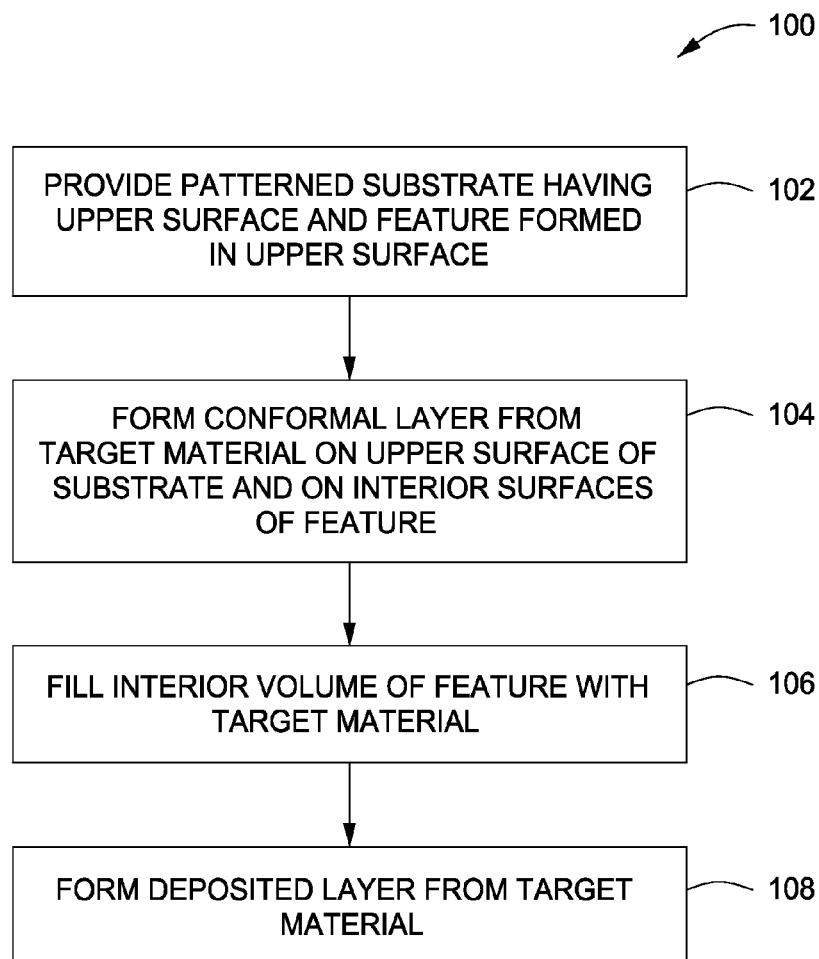 100
PROVIDE PATTERNED SUBSTRATE HAVING
UPPER SURFACE AND FEATURE FORMED
IN UPPER SURFACE
102
FORM CONFORMAL LAYER FROM
TARGET MATERIAL ON UPPER SURFACE OF
SUBSTRATE AND ON INTERIOR SURFACES
OF FEATURE
104
FILL INTERIOR VOLUME OF FEATURE WITH
TARGET MATERIAL
106
FORM DEPOSITED LAYER FROM TARGET
MATERIAL
108